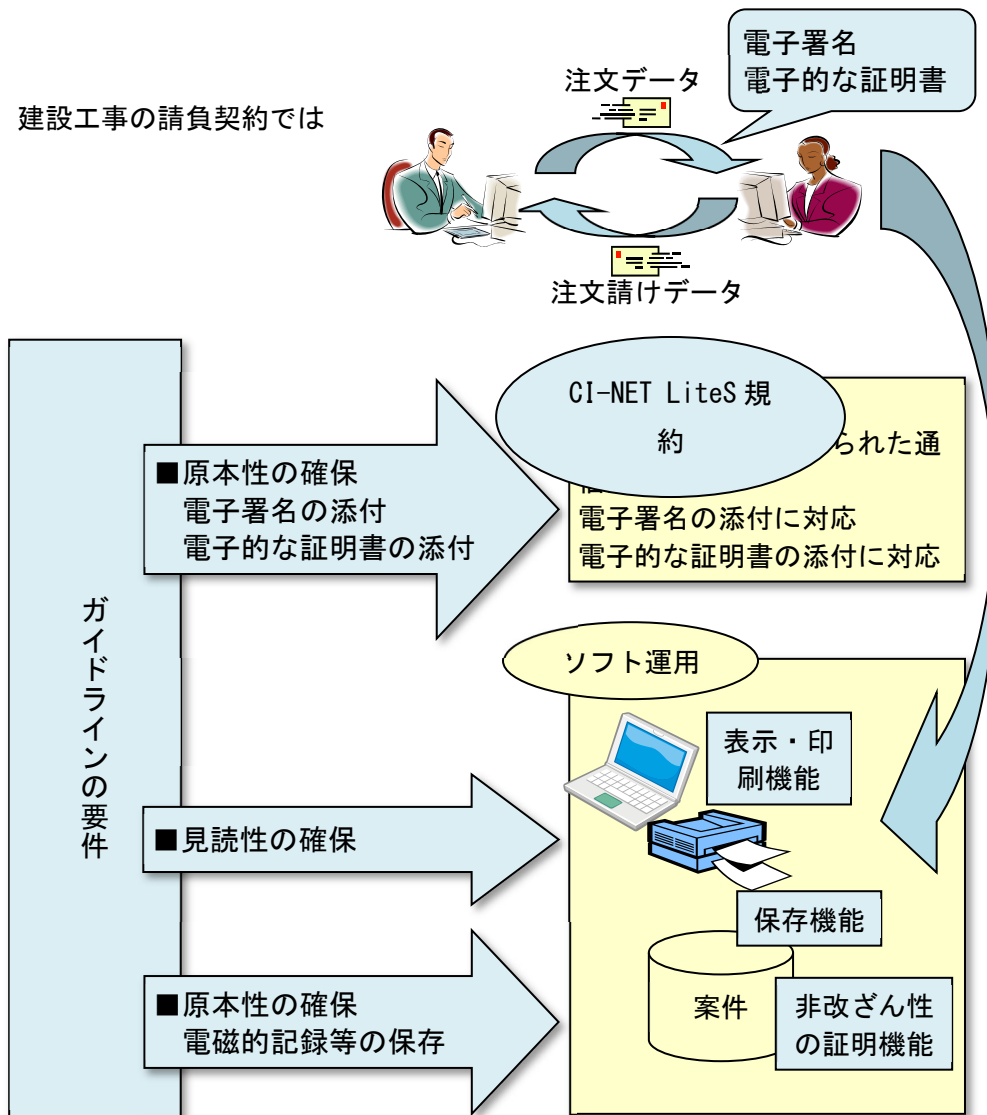 電子署名
電子的な証明書
注文データ
建設工事の請負契約では
注文請けデータ
CI-NET LiteS 規
約
られた通
■原本性の確保
電子署名の添付
電子的な証明書の添付
電子署名の添付に対応
電子的な証明書の添付に対応
ガイドラインの要件
ソフト運用
表示・印
刷機能
■見読性の確保
保存機能
■原本性の確保
電磁的記録等の保存
案件
非改ざん性
の証明機能